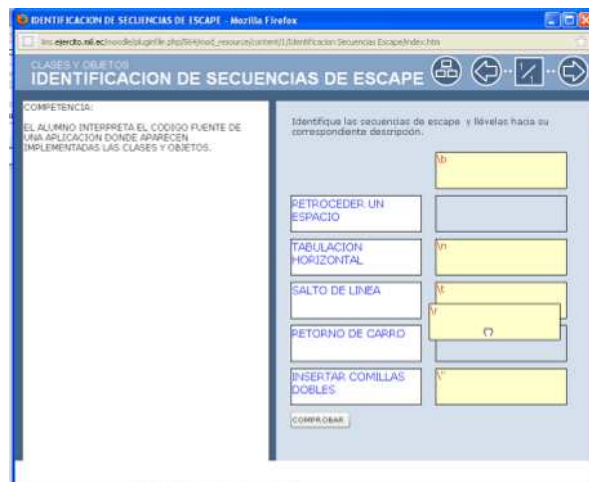 IDENTIFICACION DE SECUENCIAS DE ESCAPE - Mozilla Firefox
CLASES Y OBJETOS
IDENTIFICACION DE SECUENCIAS DE ESCAPE
COMPETENCIA:
EL ALUMNO INTERPRETA EL CODIGO FUENTE DE
UNA APLICACION DONDE APARECEN
IMPLEMENTADAS LAS CLASES Y OBJETOS.
Identifique las secuencias de escape y llévelas hacia su
correspondiente descripción.
\b
RETROCEDER UN
ESPACIO
TABULACION
HORIZONTAL
\n
SALTO DE LINEA
\t
\r
RETORNO DE CARRO
INSERTAR COMILLAS
DOBLES
\"
COMPROBAR